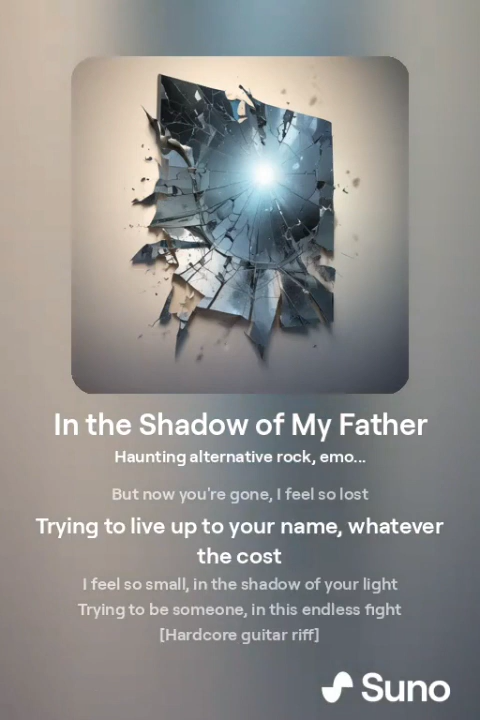 In the Shadow of My Father
Haunting alternative rock, emo...
But now you're gone, I feel so lost
Trying to live up to your name, whatever
the cost
I feel so small, in the shadow of your light
Trying to be someone, in this endless fight
[Hardcore guitar riff]
Suno